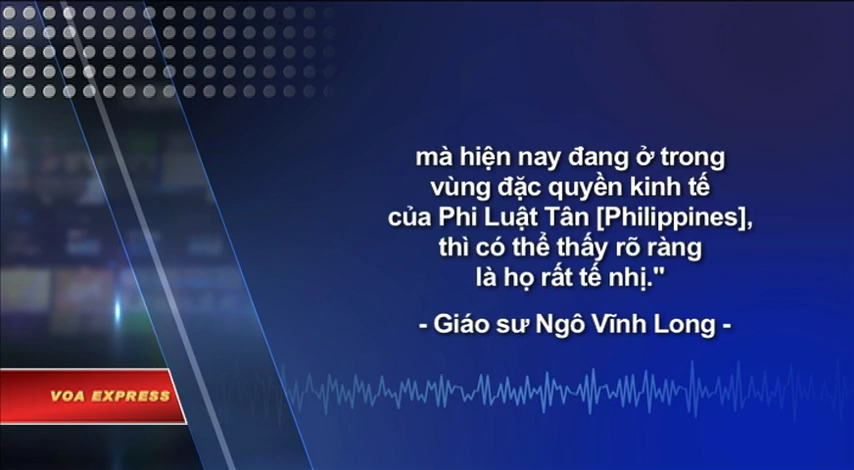 mà hiện nay đang ở trong
vùng đặc quyền kinh tế
của Phi Luật Tân [Philippines],
thì có thể thấy rõ ràng
là họ rất tế nhị."
- Giáo sư Ngô Vĩnh Long -
VOA EXPRESS